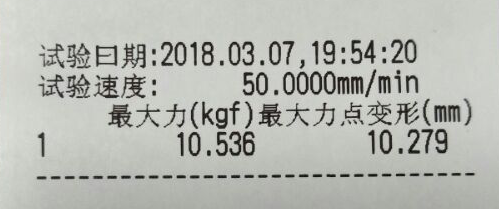 试验日期:2018.03.07,19:54:20
试验速度: 50.0000mm/min
最大力(kgf)最大力点变形(mm)
1 10.536 10.279
---------------------------------